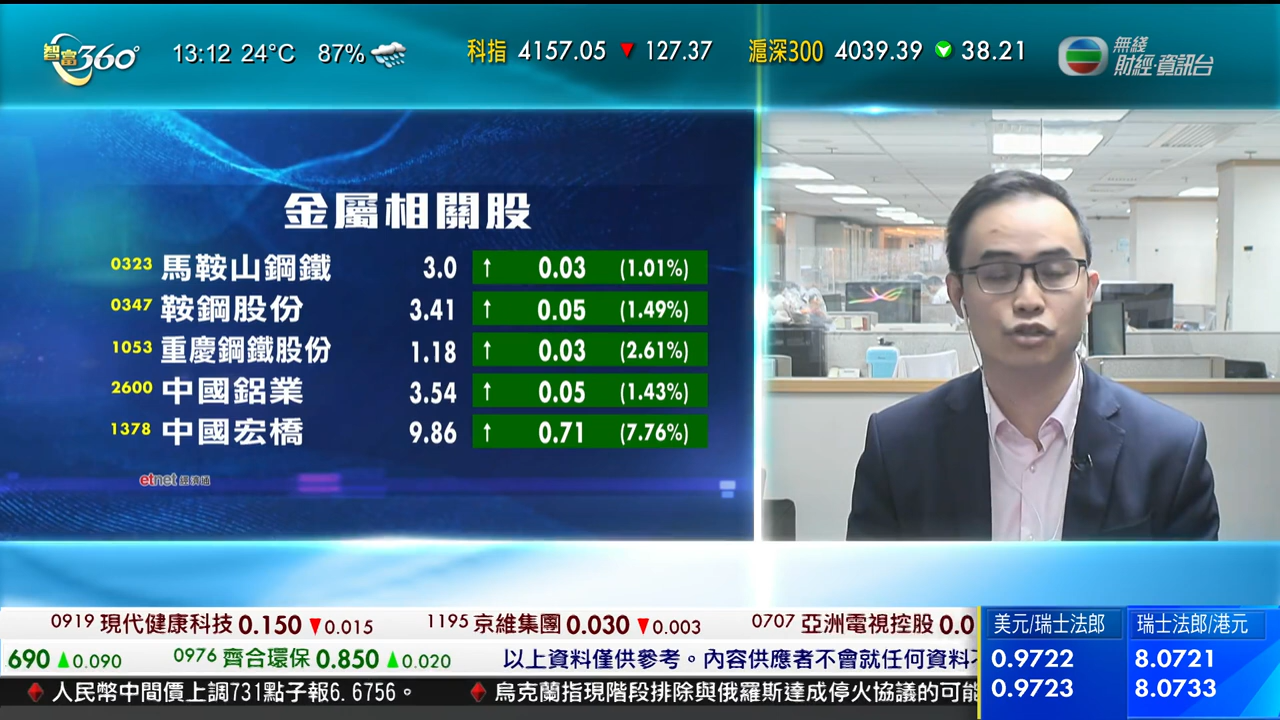 智富360°
13:12 24°C 87%
科指 4157.05 ▼ 127.37
滬深300 4039.39 38.21
無綫
財經·資訊台
金屬相關股
0323 馬鞍山鋼鐵 3.0 ↑ 0.03 (1.01%)
0347 鞍鋼股份 3.41 ↑ 0.05 (1.49%)
1053 重慶鋼鐵股份 1.18 ↑ 0.03 (2.61%)
2600 中國鋁業 3.54 ↑ 0.05 (1.43%)
1378 中國宏橋 9.86 ↑ 0.71 (7.76%)
etnet 經濟通
0919 現代健康科技 0.150 ▼0.015 1195 京維集團 0.030 ▼0.003 0707 亞洲電視控股 0.0
690 ▲0.090 0976 齊合環保 0.850 ▲0.020 以上資料僅供參考。內容供應者不會就任何資料不
人民幣中間價上調731點子報6.6756。 烏克蘭指現階段排除與俄羅斯達成停火協議的可能
美元/瑞士法郎
0.9722
0.9723
瑞士法郎/港元
8.0721
8.0733